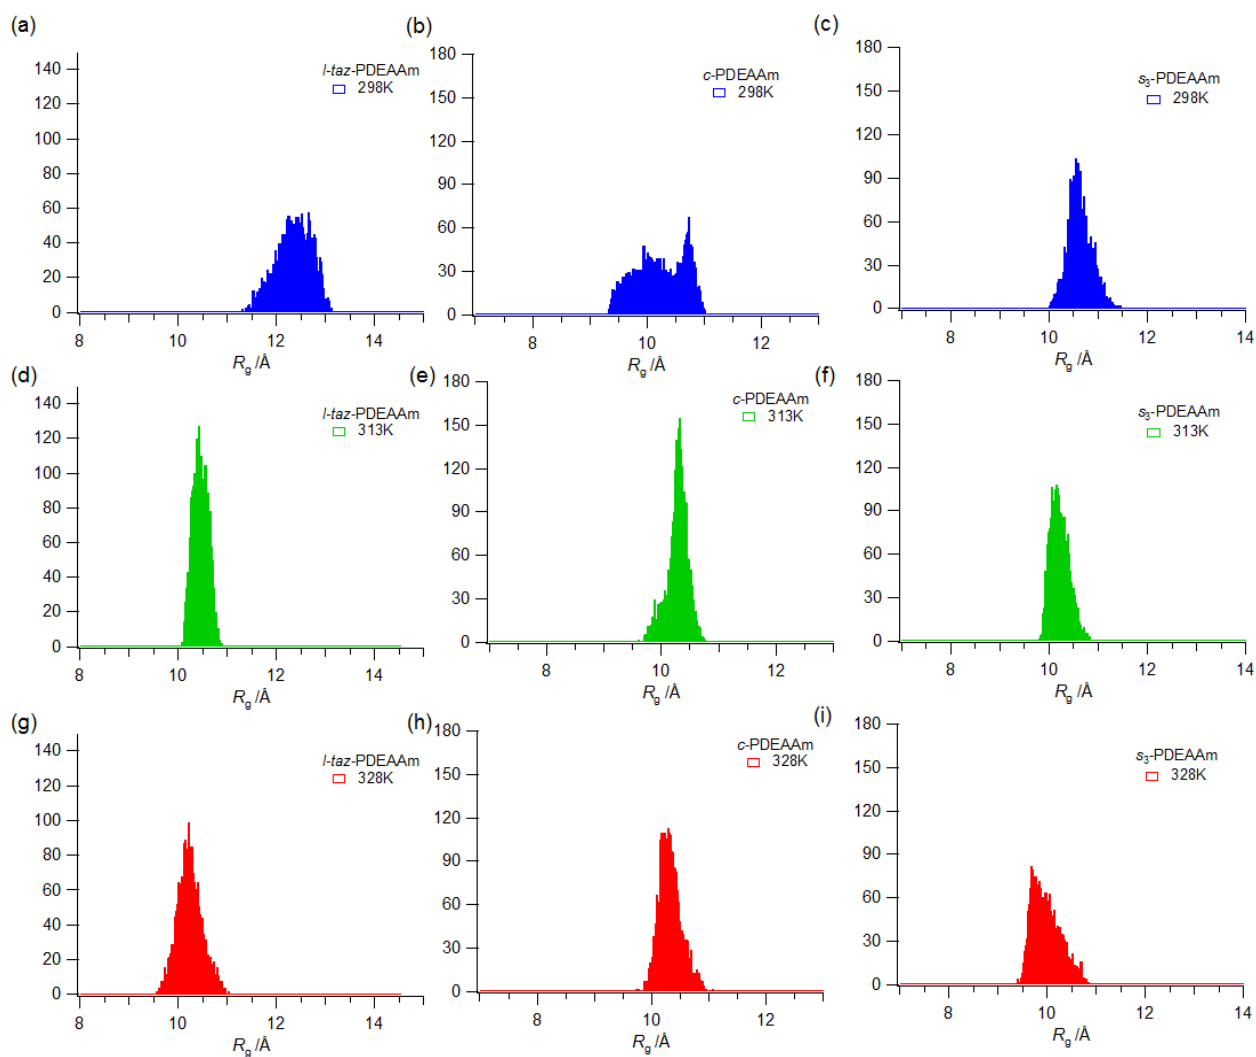 (a)
l-taz-PDEAAm
298K
140
120
100
80
60
40
20
0
8 10 12 14
Rg /Å
(b)
c-PDEAAm
298K
180
150
120
90
60
30
0
8 10 12
Rg /Å
(c)
s3-PDEAAm
298K
180
150
120
90
60
30
0
8 10 12 14
Rg /Å
(d)
l-taz-PDEAAm
313K
140
120
100
80
60
40
20
0
8 10 12 14
Rg /Å
(e)
c-PDEAAm
313K
180
150
120
90
60
30
0
8 10 12
Rg /Å
(f)
s3-PDEAAm
313K
180
150
120
90
60
30
0
8 10 12 14
Rg /Å
(g)
l-taz-PDEAAm
328K
140
120
100
80
60
40
20
0
8 10 12 14
Rg /Å
(h)
c-PDEAAm
328K
180
150
120
90
60
30
0
8 10 12
Rg /Å
(i)
s3-PDEAAm
328K
180
150
120
90
60
30
0
8 10 12 14
Rg /Å